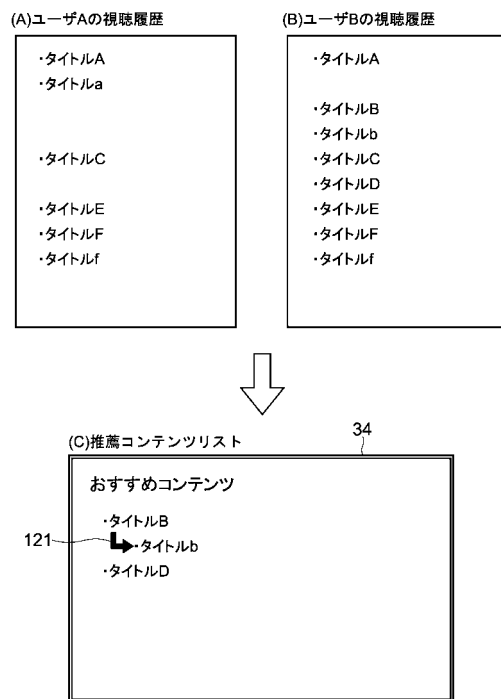 (A)ユーザAの視聴履歴
・タイトルA
・タイトルa
・タイトルC
・タイトルE
・タイトルF
・タイトルf
(B)ユーザBの視聴履歴
・タイトルA
・タイトルB
・タイトルb
・タイトルC
・タイトルD
・タイトルE
・タイトルF
・タイトルf
(C)推薦コンテンツリスト
34
おすすめコンテンツ
・タイトルB
121
・タイトルb
・タイトルD